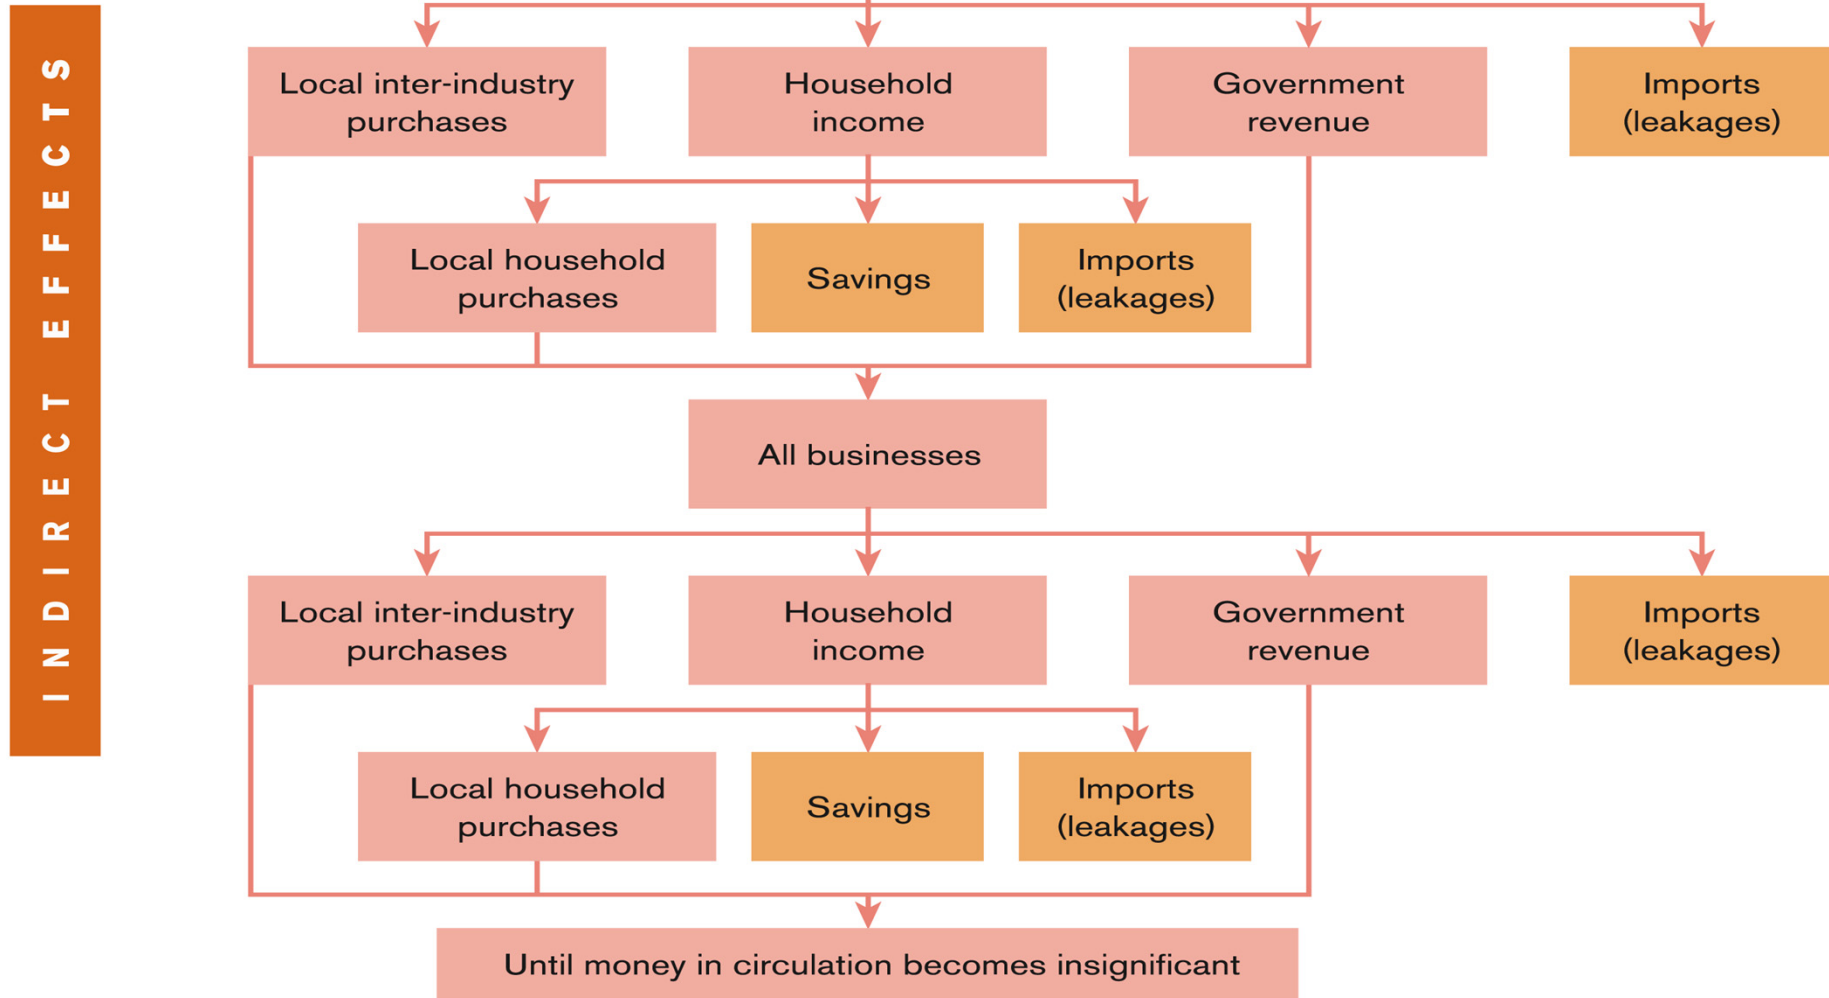 INDIRECT EFFECTS
Local inter-industry
purchases
Household
income
Government
revenue
Imports
(leakages)
Local household
purchases
Savings
Imports
(leakages)
All businesses
Local inter-industry
purchases
Household
income
Government
revenue
Imports
(leakages)
Local household
purchases
Savings
Imports
(leakages)
Until money in circulation becomes insignificant